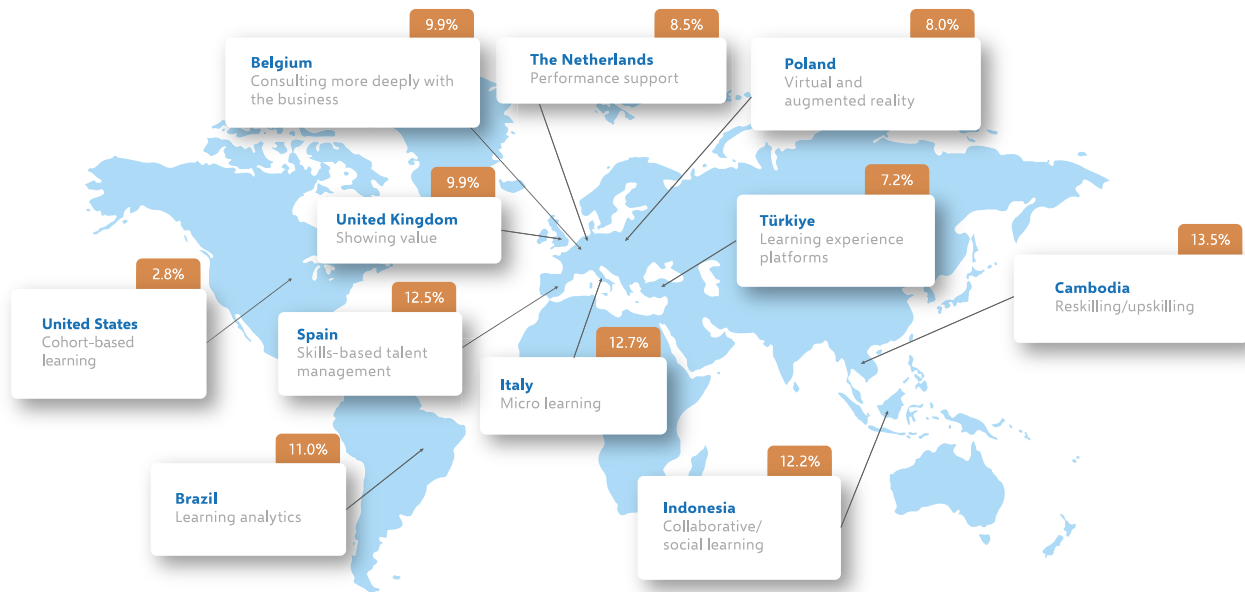 9.9%
Belgium
Consulting more deeply with
the business
8.5%
The Netherlands
Performance support
8.0%
Poland
Virtual and
augmented reality
9.9%
United Kingdom
Showing value
7.2%
Türkiye
Learning experience
platforms
13.5%
Cambodia
Reskilling/upskilling
2.8%
United States
Cohort-based
learning
12.5%
Spain
Skills-based talent
management
12.7%
Italy
Micro learning
11.0%
Brazil
Learning analytics
12.2%
Indonesia
Collaborative/
social learning